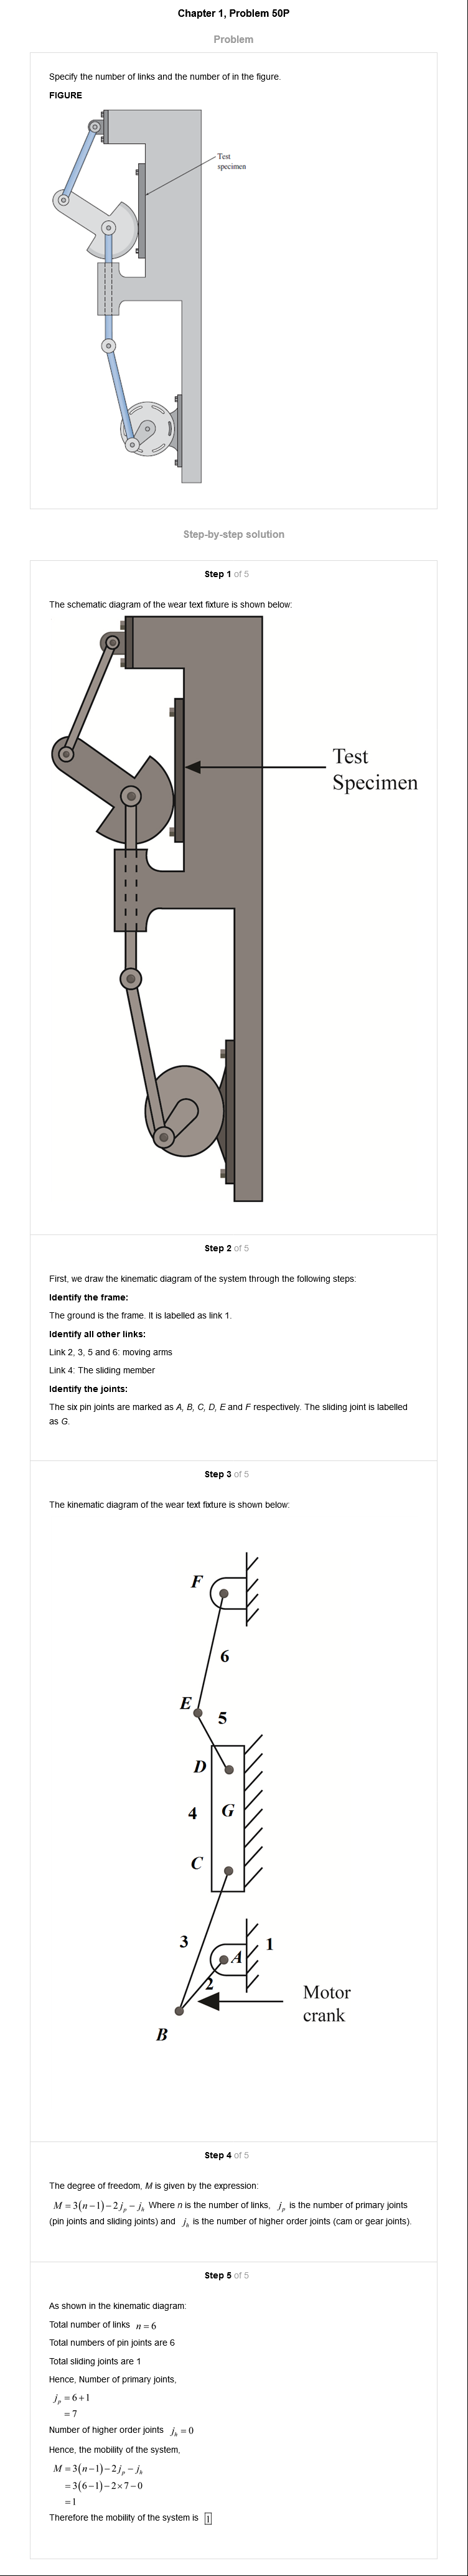 Chapter 1, Problem 50P
Problem
Specify the number of links and the number of in the figure.
FIGURE
Test
specimen
Step-by-step solution
Step 1 of 5
The schematic diagram of the wear text fixture is shown below:
Test
Specimen
Step 2 of 5
First, we draw the kinematic diagram of the system through the following steps:
Identify the frame:
The ground is the frame. It is labelled as link 1.
Identify all other links:
Link 2, 3, 5 and 6: moving arms
Link 4: The sliding member
Identify the joints:
The six pin joints are marked as A, B, C, D, E and F respectively. The sliding joint is labelled
as G.
Step 3 of 5
The kinematic diagram of the wear text fixture is shown below:
F
6
E
5
D
4 G
C
3
A 1
2
Motor
crank
B
Step 4 of 5
The degree of freedom, M is given by the expression:
M = 3(n−1)−2j_p − j_h Where n is the number of links, j_p is the number of primary joints
(pin joints and sliding joints) and j_h is the number of higher order joints (cam or gear joints).
Step 5 of 5
As shown in the kinematic diagram:
Total number of links n = 6
Total numbers of pin joints are 6
Total sliding joints are 1
Hence, Number of primary joints,
j_p = 6+1
= 7
Number of higher order joints j_h = 0
Hence, the mobility of the system,
M = 3(n−1)−2j_p − j_h
= 3(6−1)−2×7−0
= 1
Therefore the mobility of the system is 1